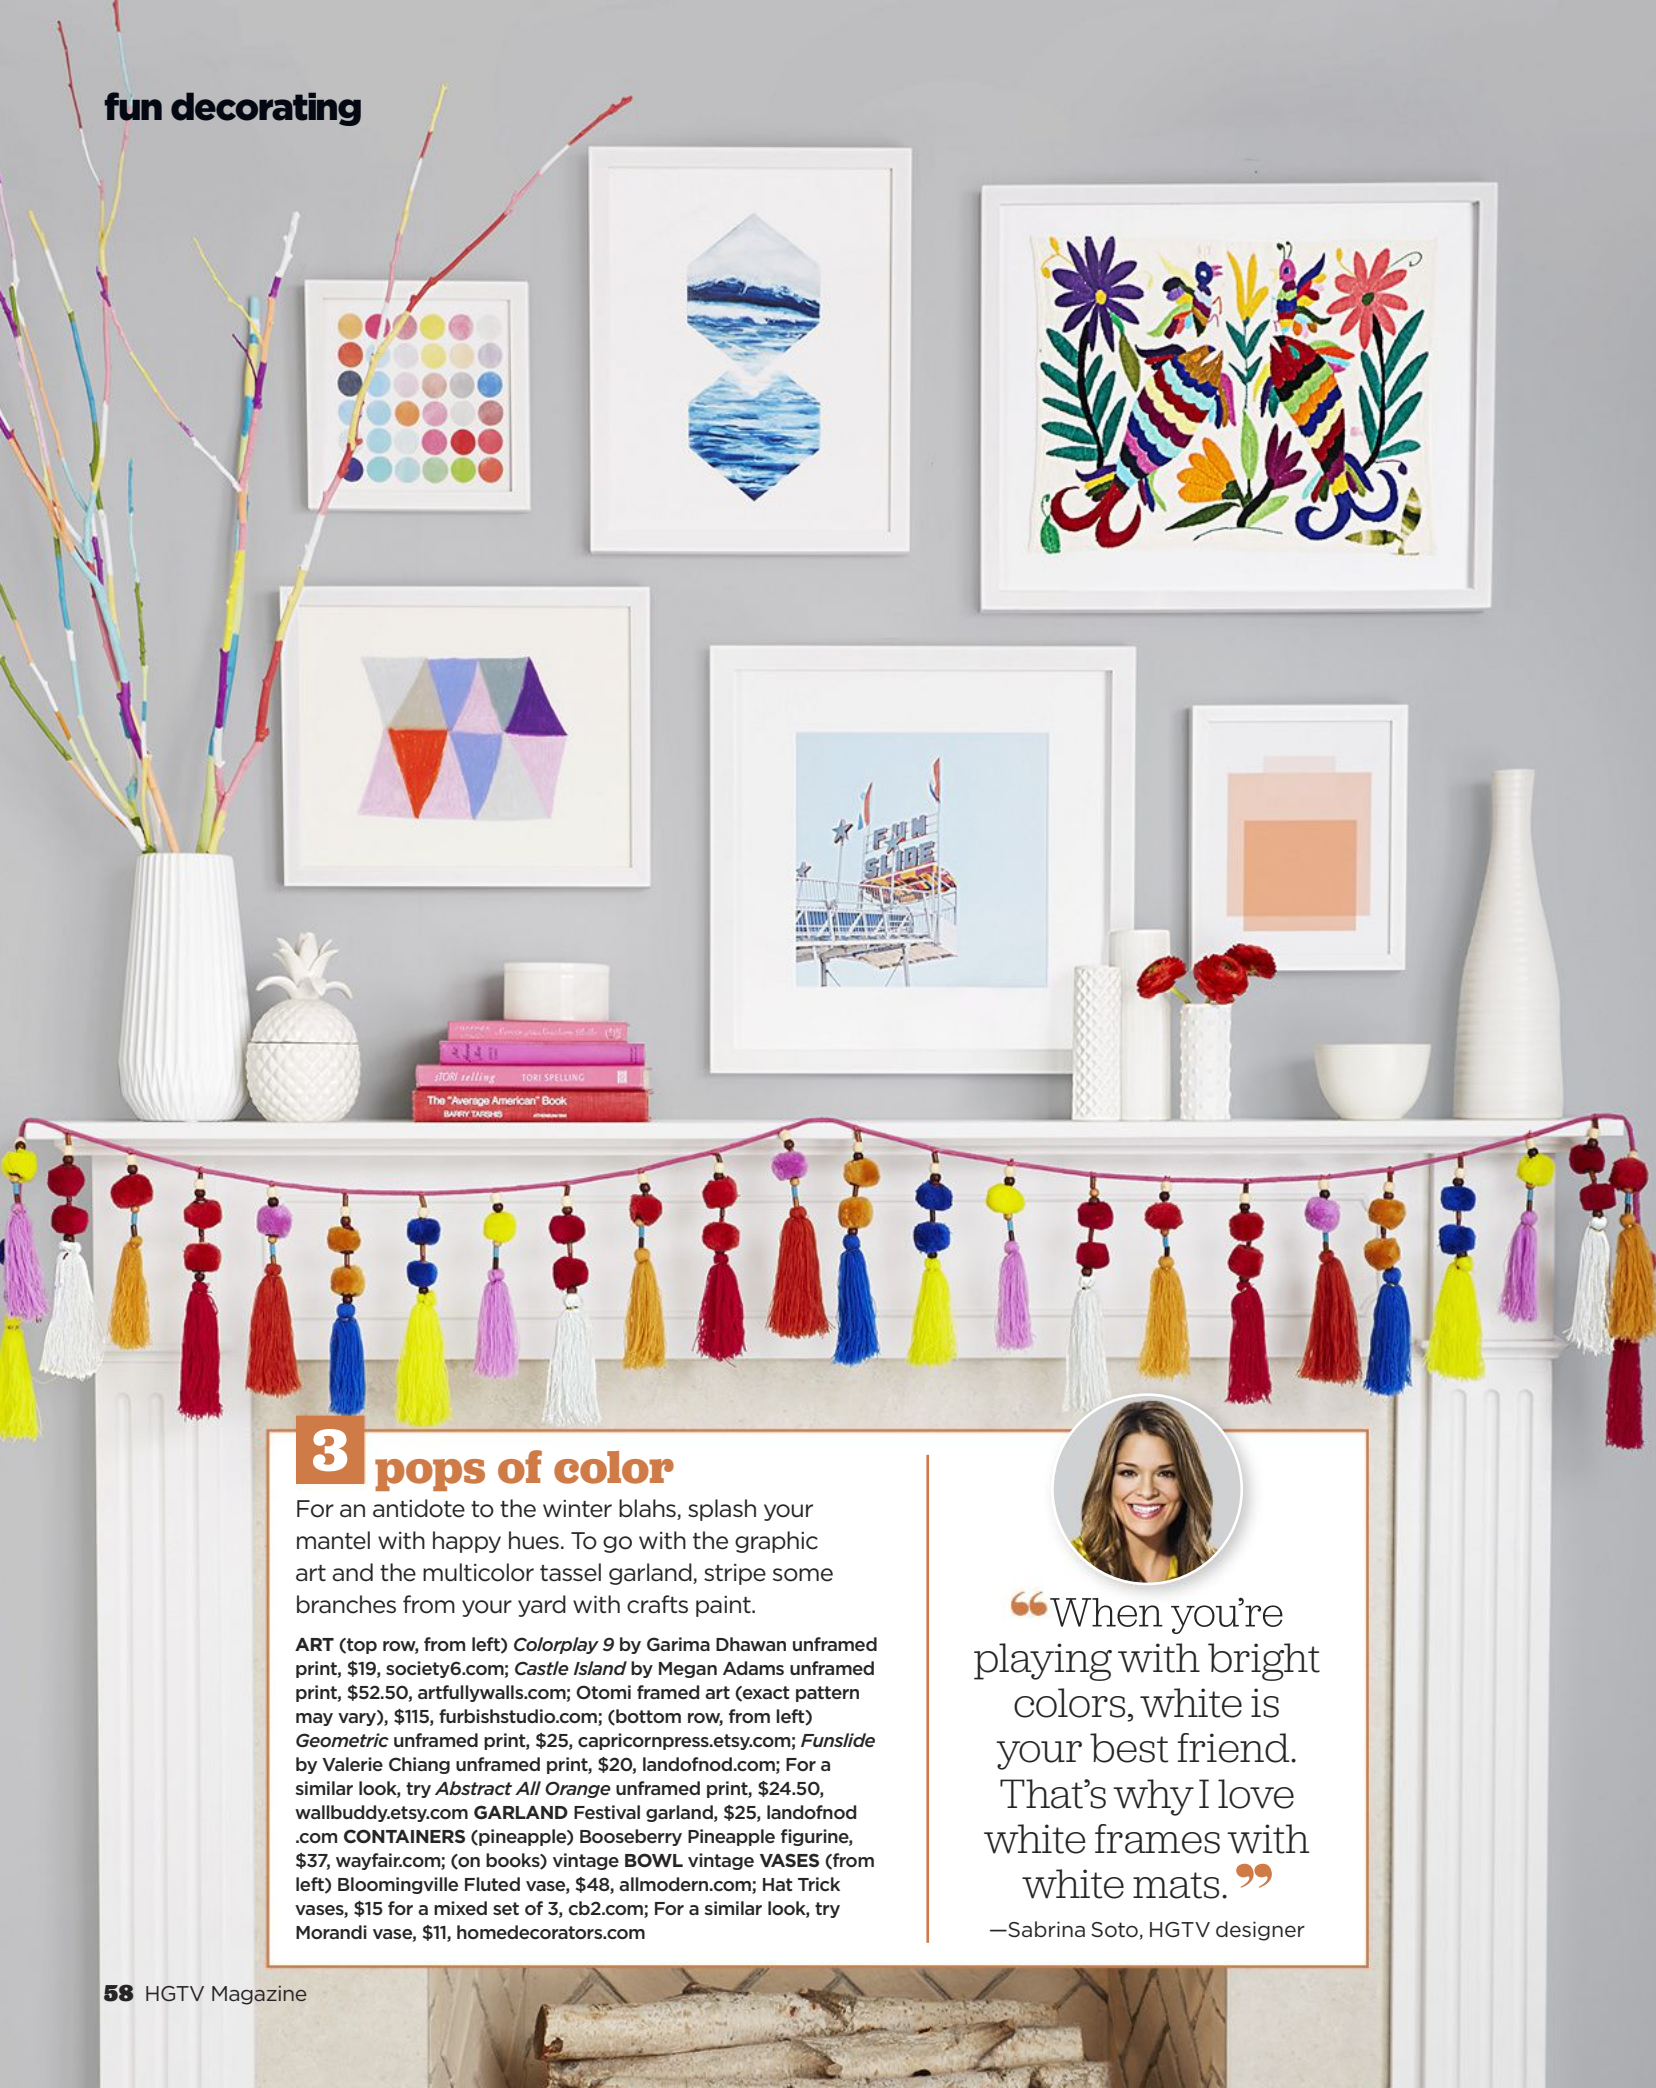 fun decorating
FUN
SLIDE
sTORI telling TORI SPELLING
The "Average American" Book
BARRY TARSHIS
3 pops of color
For an antidote to the winter blahs, splash your
mantel with happy hues. To go with the graphic
art and the multicolor tassel garland, stripe some
branches from your yard with crafts paint.
ART (top row, from left) Colorplay 9 by Garima Dhawan unframed
print, $19, society6.com; Castle Island by Megan Adams unframed
print, $52.50, artfullywalls.com; Otomi framed art (exact pattern
may vary), $115, furbishstudio.com; (bottom row, from left)
Geometric unframed print, $25, capricornpress.etsy.com; Funslide
by Valerie Chiang unframed print, $20, landofnod.com; For a
similar look, try Abstract All Orange unframed print, $24.50,
wallbuddy.etsy.com GARLAND Festival garland, $25, landofnod
.com CONTAINERS (pineapple) Booseberry Pineapple figurine,
$37, wayfair.com; (on books) vintage BOWL vintage VASES (from
left) Bloomingville Fluted vase, $48, allmodern.com; Hat Trick
vases, $15 for a mixed set of 3, cb2.com; For a similar look, try
Morandi vase, $11, homedecorators.com
“When you’re
playing with bright
colors, white is
your best friend.
That’s why I love
white frames with
white mats.”
—Sabrina Soto, HGTV designer
58 HGTV Magazine